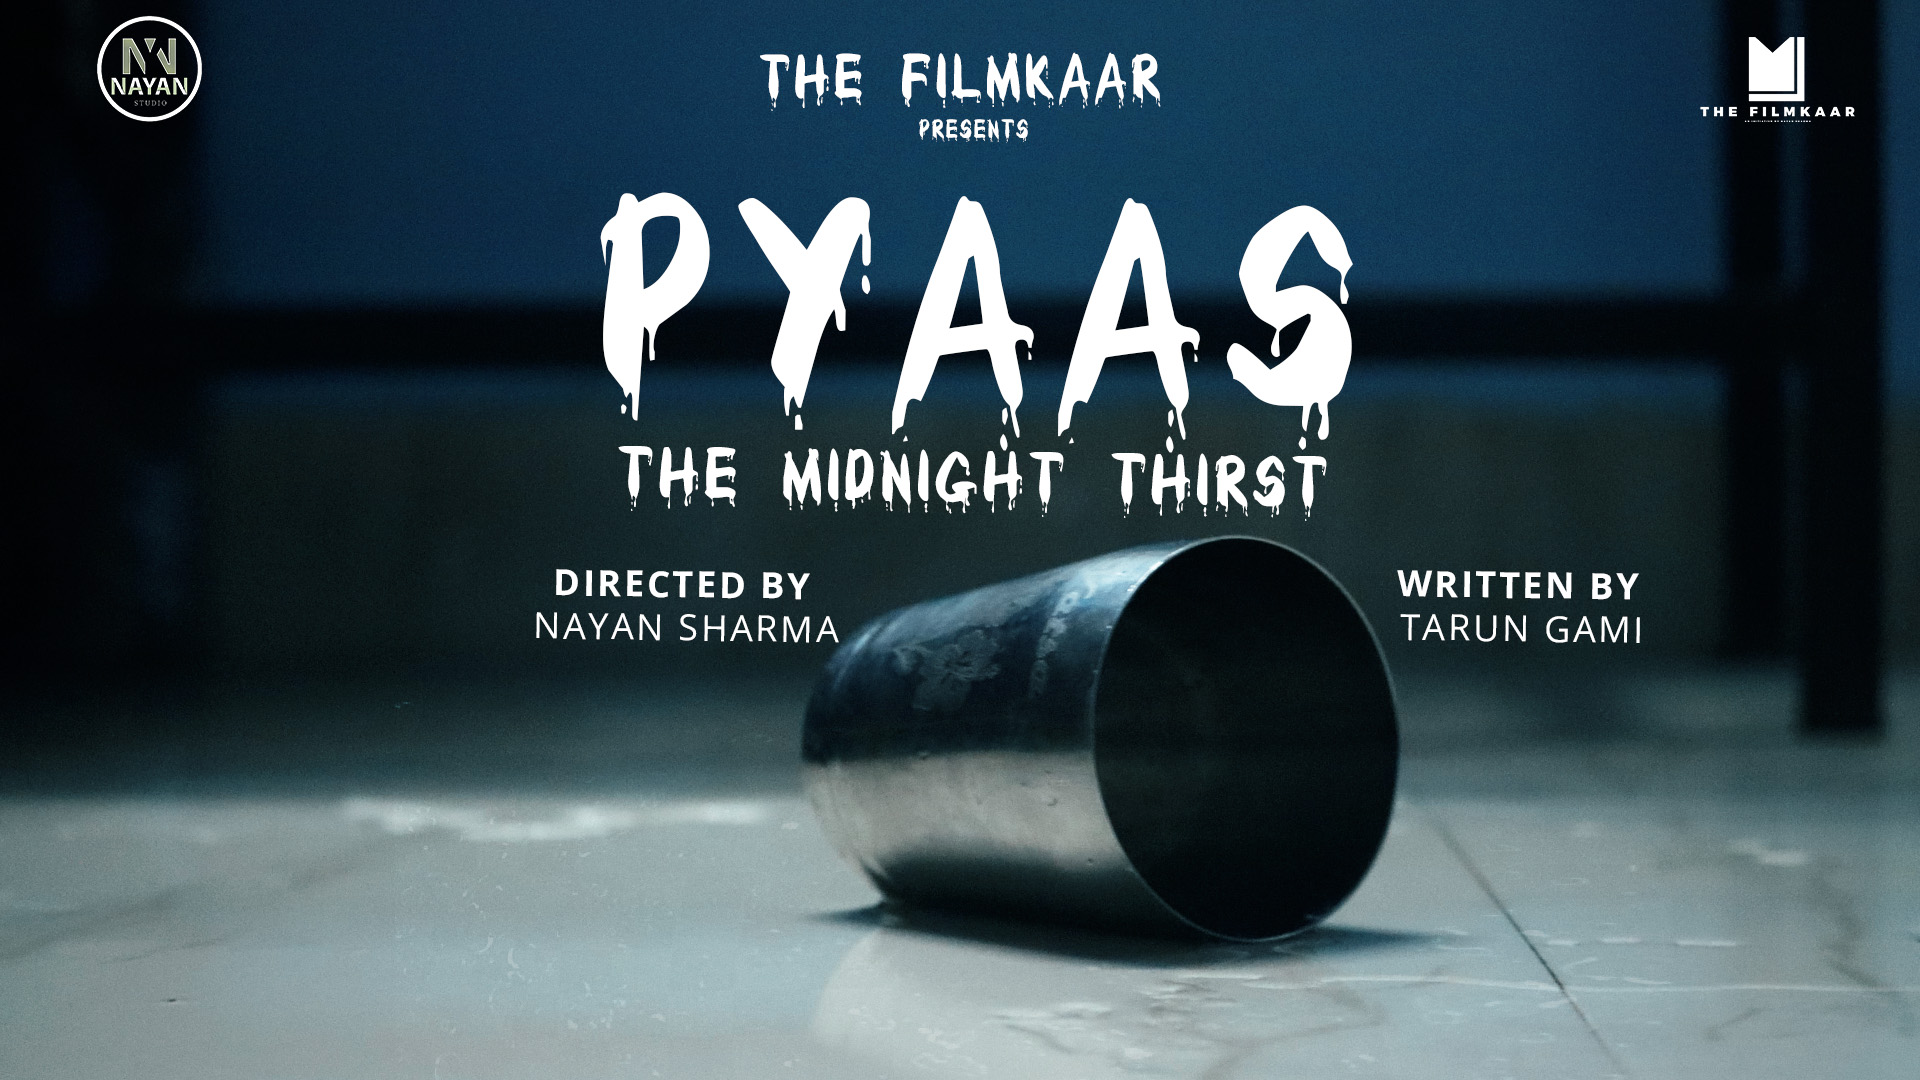 NAYAN
STUDIO
THE FILMKAAR
PRESENTS
THE FILMKAAR
PYAAS
THE MIDNIGHT THIRST
DIRECTED BY
NAYAN SHARMA
WRITTEN BY
TARUN GAMI